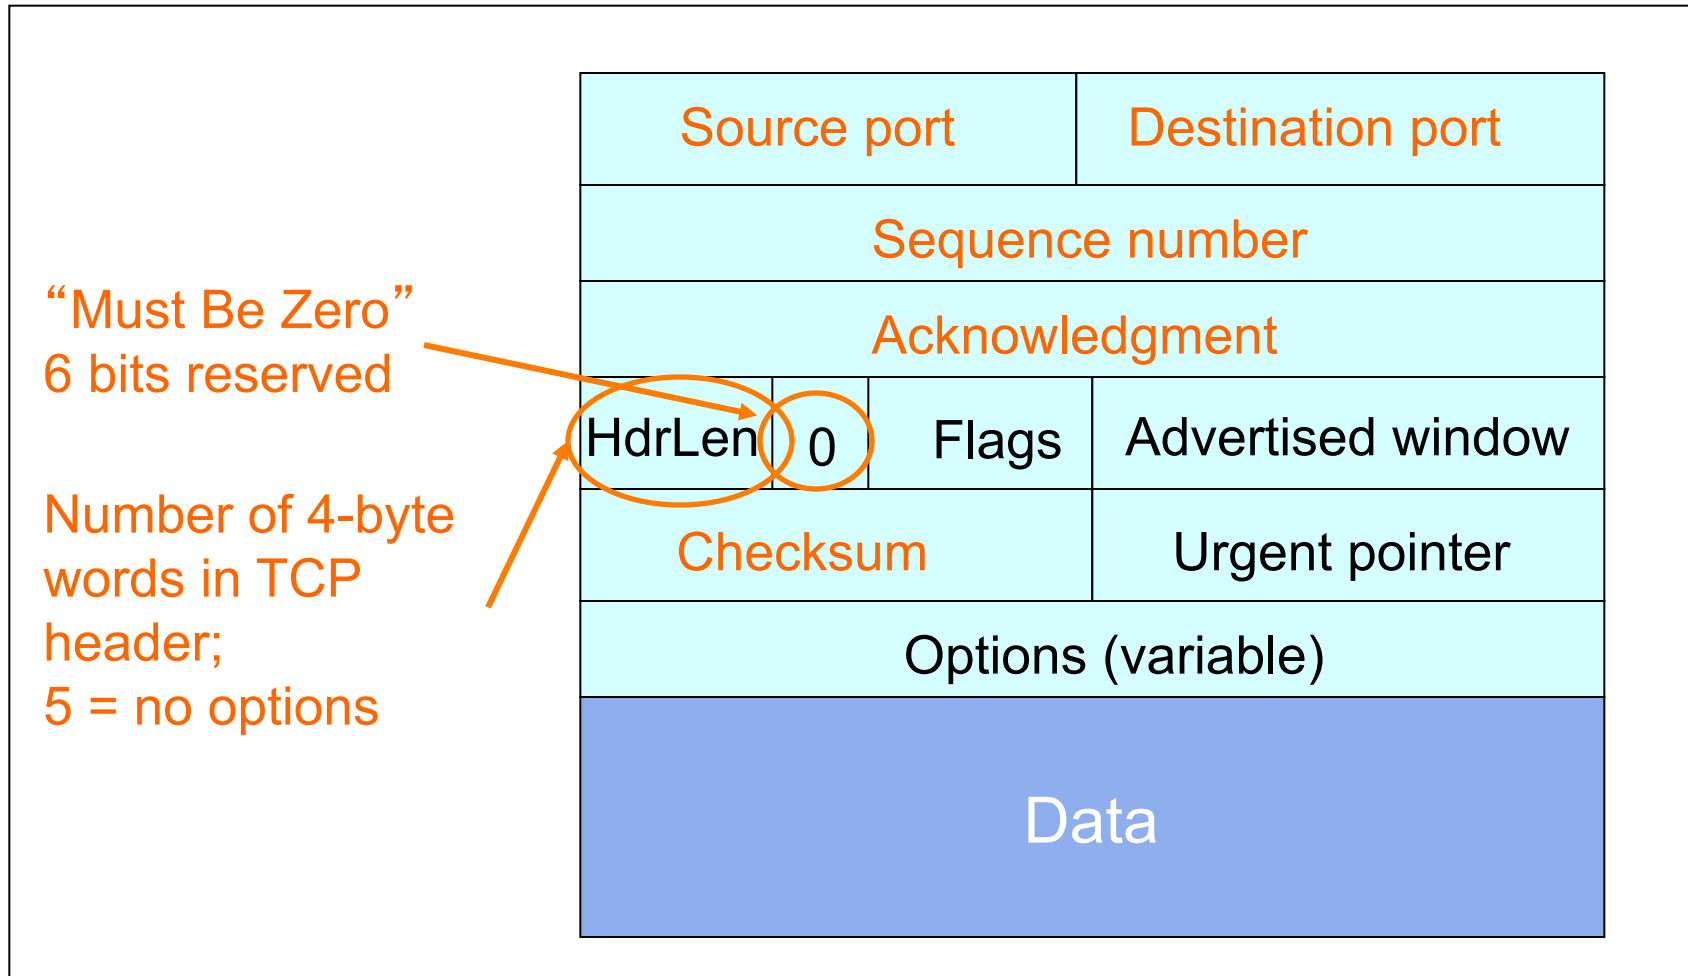 Source port
Destination port
Sequence number
“Must Be Zero”
6 bits reserved
Acknowledgment
HdrLen
0
Flags
Advertised window
Number of 4-byte
words in TCP
header;
5 = no options
Checksum
Urgent pointer
Options (variable)
Data